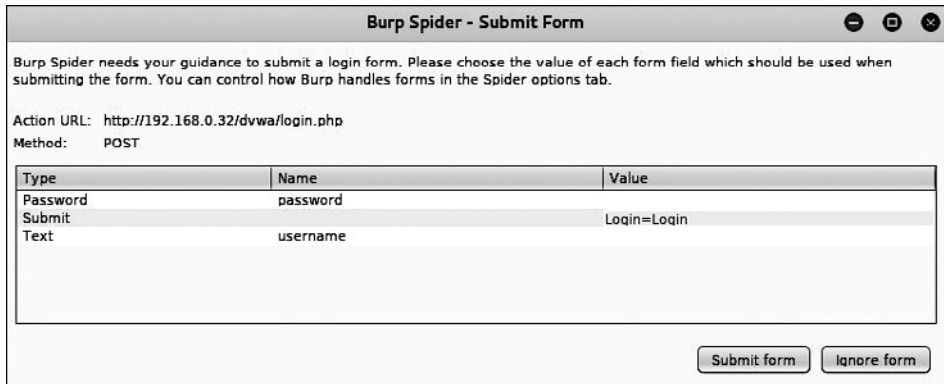 Burp Spider - Submit Form
Burp Spider needs your guidance to submit a login form. Please choose the value of each form field which should be used when
submitting the form. You can control how Burp handles forms in the Spider options tab.
Action URL: http://192.168.0.32/dvwa/login.php
Method: POST
Type Name Value
Password password
Submit Login=Login
Text username
Submit form Ignore form